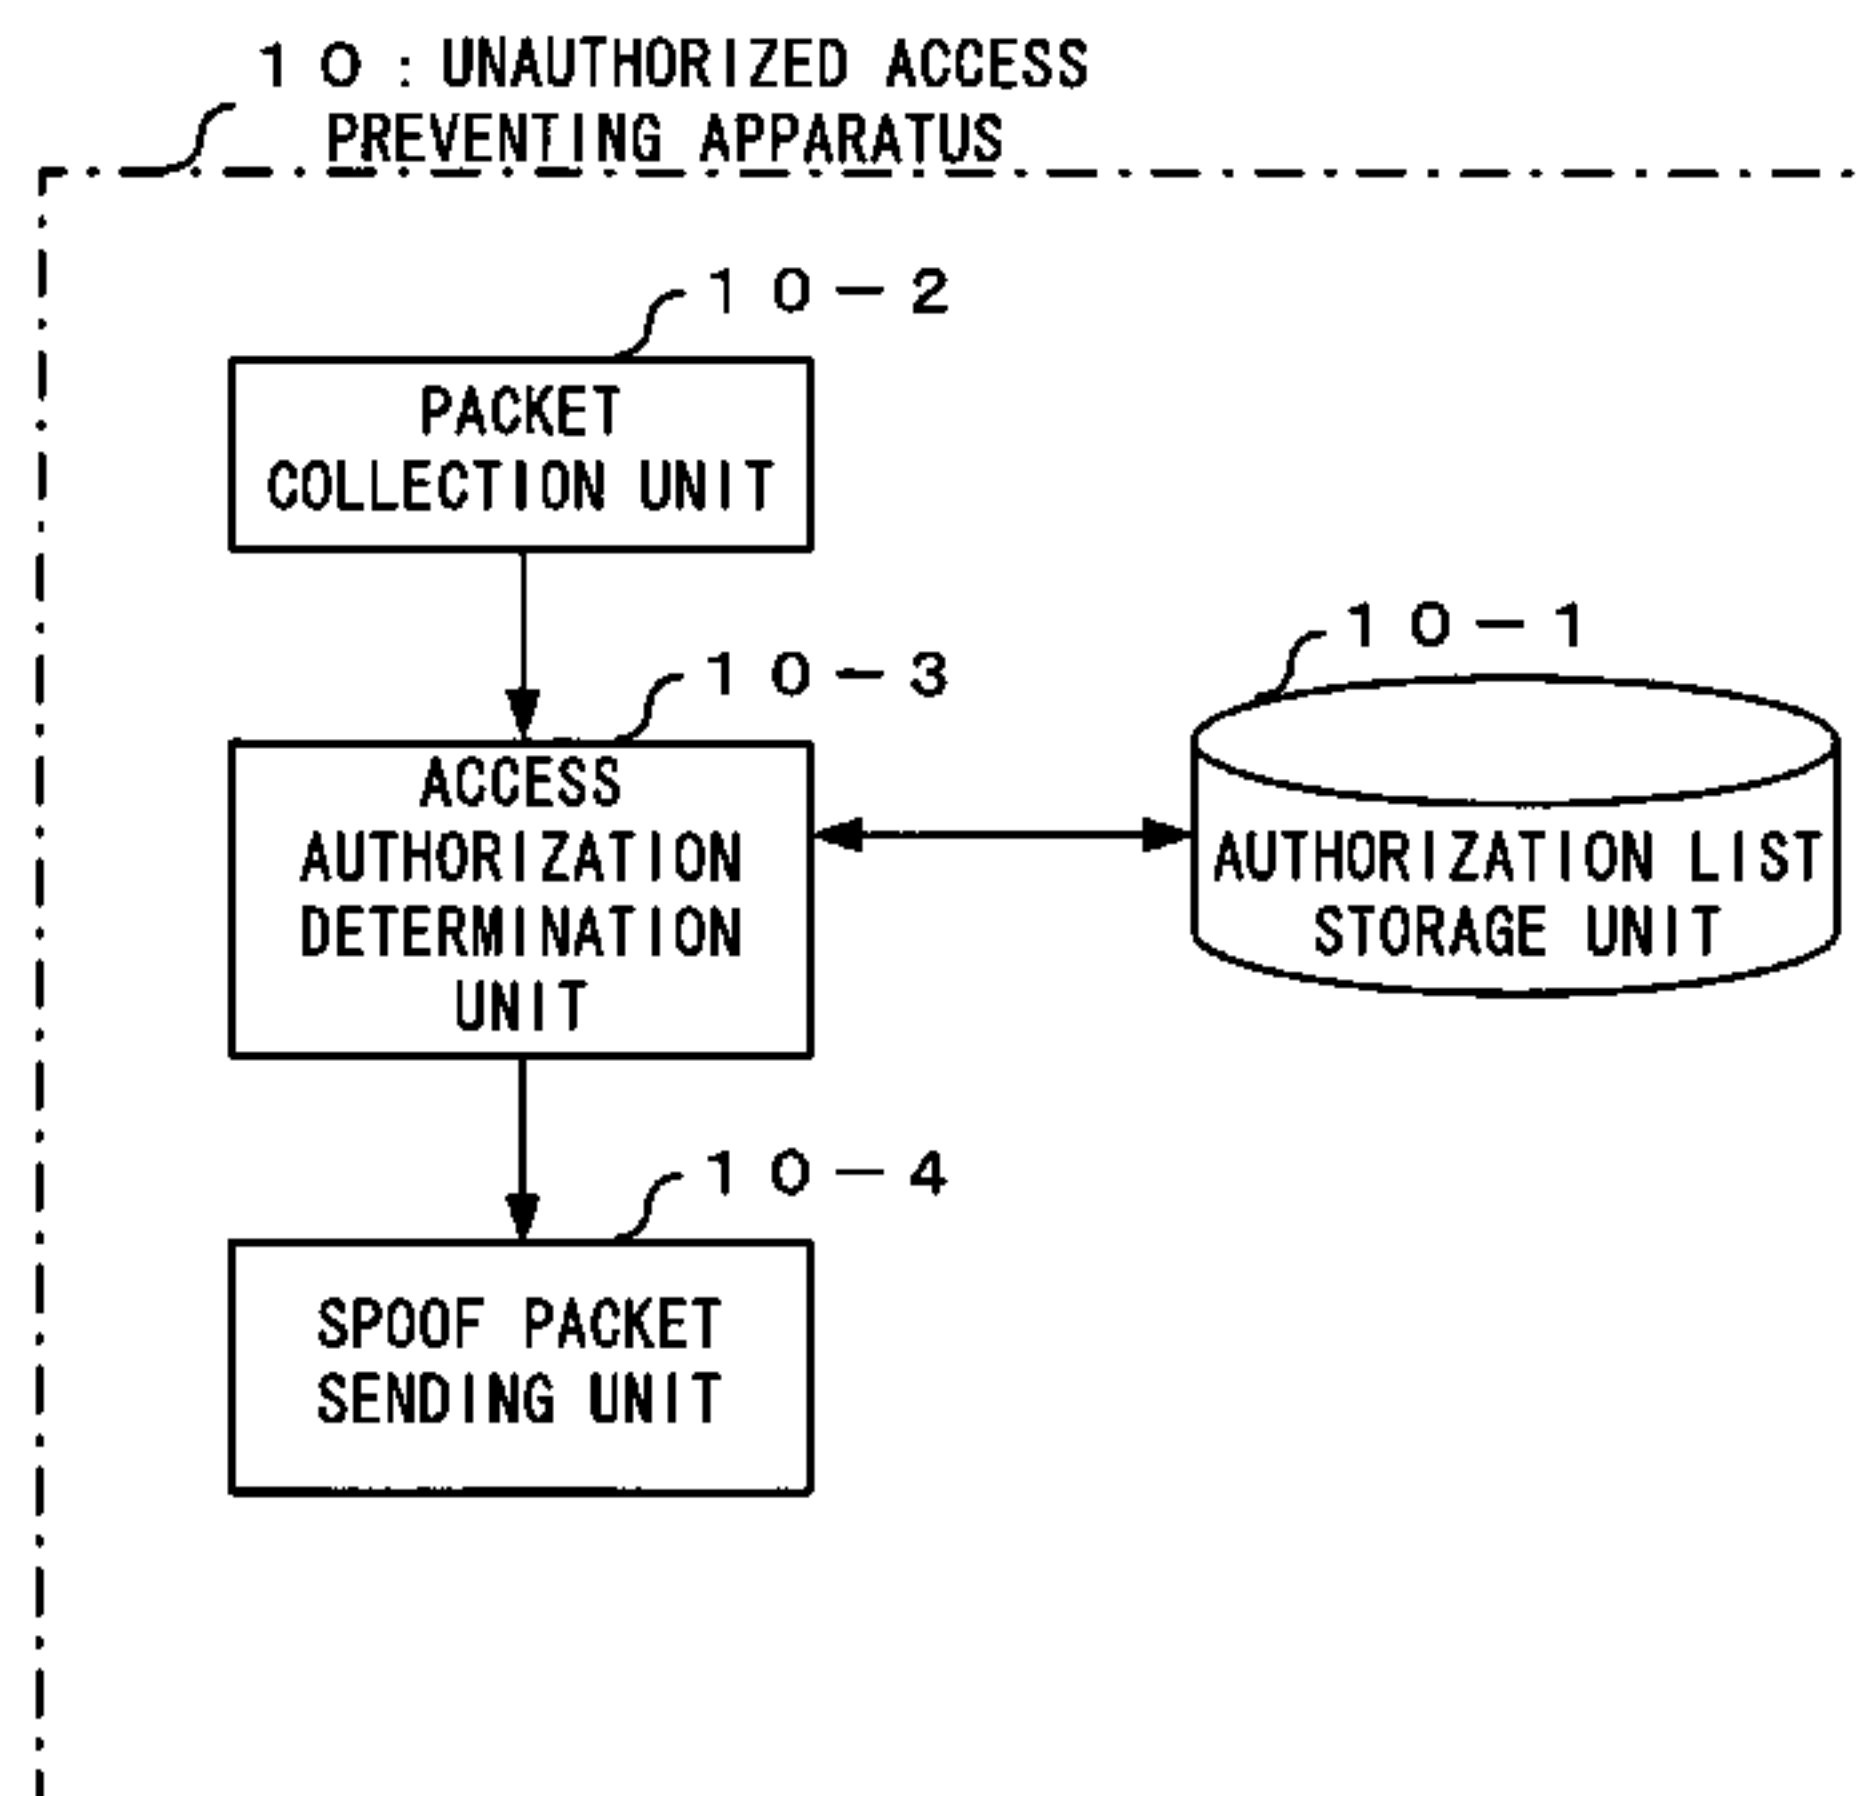 10: UNAUTHORIZED ACCESS
PREVENTING APPARATUS
10-2
PACKET
COLLECTION UNIT
10-3
ACCESS
AUTHORIZATION
DETERMINATION
UNIT
10-1
AUTHORIZATION LIST
STORAGE UNIT
10-4
SPOOF PACKET
SENDING UNIT